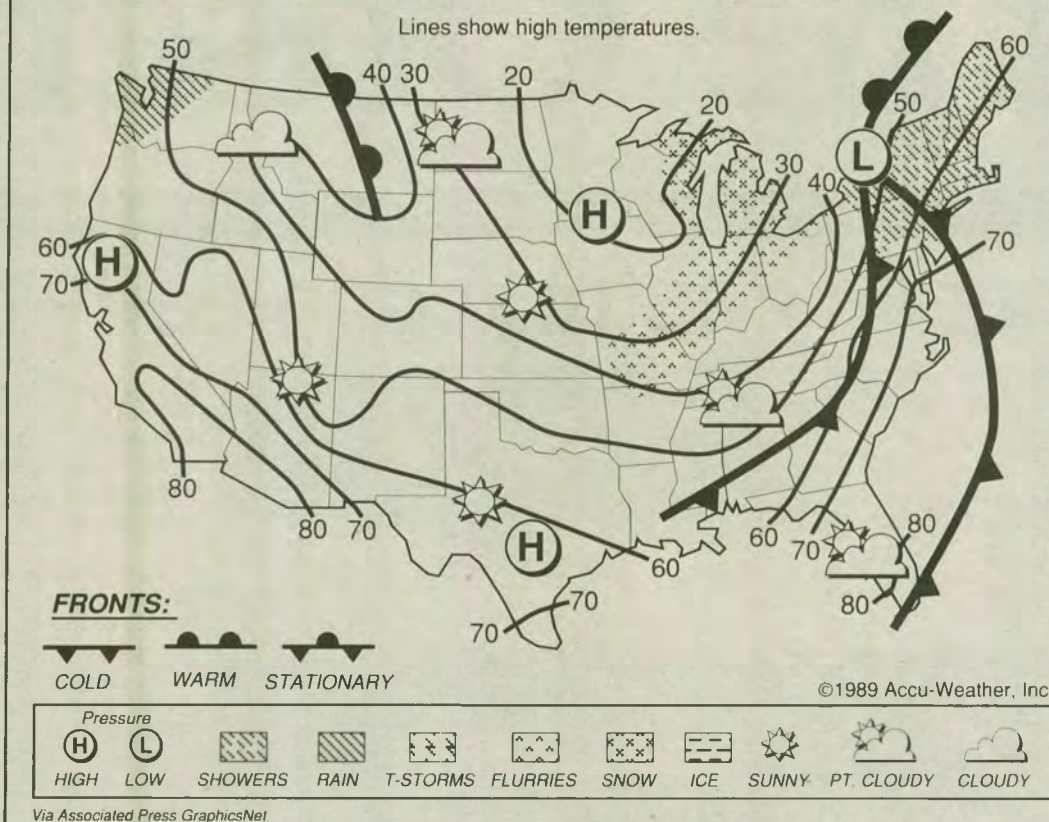 Lines show high temperatures.
50
40 30
20
20
60
50
L
30
40
H
60
70
H
70
80
80 70
H
60
60 70
80
80
70
70
FRONTS:
COLD WARM STATIONARY
©1989 Accu-Weather, Inc
Pressure
H L
HIGH LOW SHOWERS RAIN T-STORMS FLURRIES SNOW ICE SUNNY PT. CLOUDY CLOUDY
Via Associated Press GraphicsNet